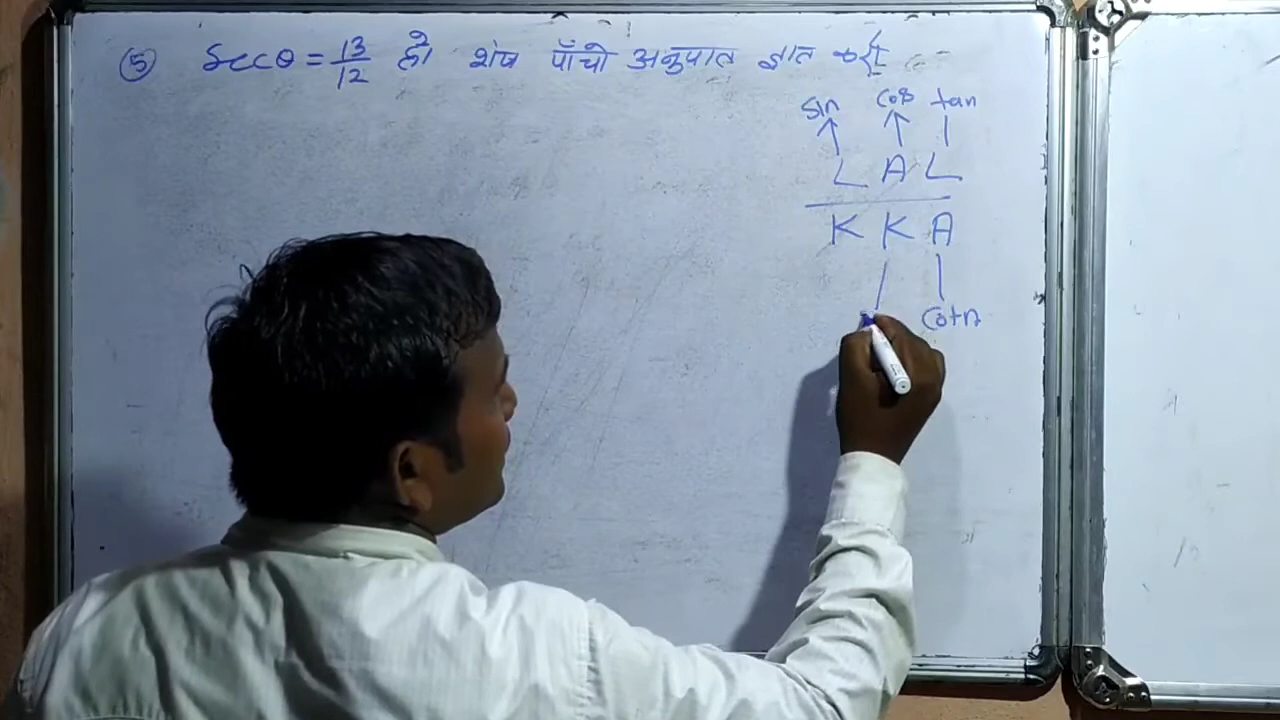 ⑤ Secθ = 13/12 हो शेष पाँचो अनुपात ज्ञात करों
Sin Cos tan
L A L
K K A
Cotn